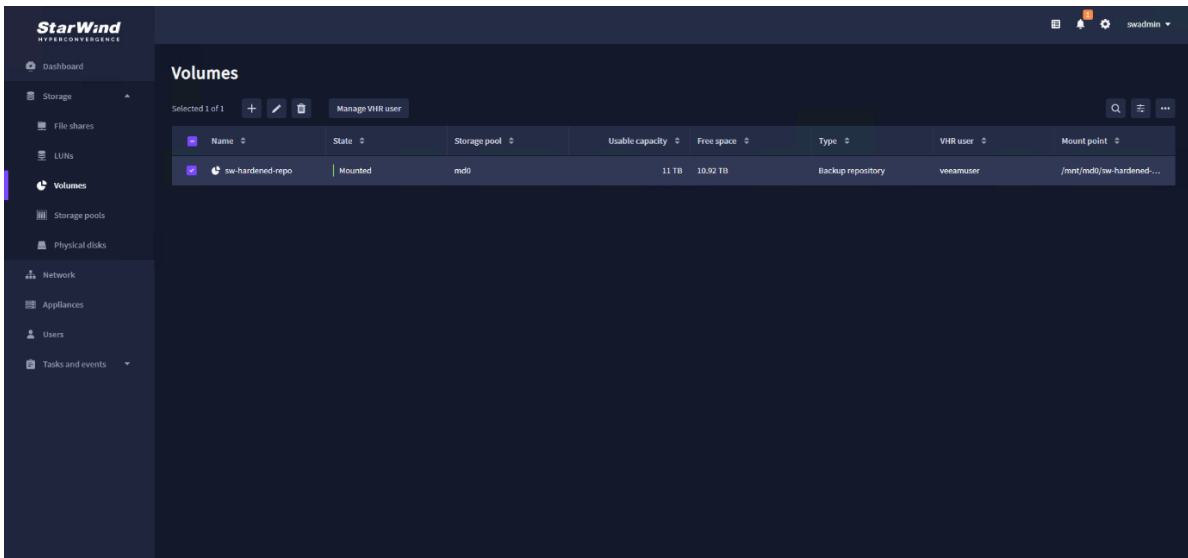 StarWind
HYPERCONVERGENCE
1
swadmin
Dashboard
Storage
File shares
LUNs
Volumes
Storage pools
Physical disks
Network
Appliances
Users
Tasks and events
Volumes
Selected 1 of 1
Manage VHR user
Name State Storage pool Usable capacity Free space Type VHR user Mount point
sw-hardened-repo Mounted md0 11 TB 10.92 TB Backup repository veeamuser /mnt/md0/sw-hardened-...